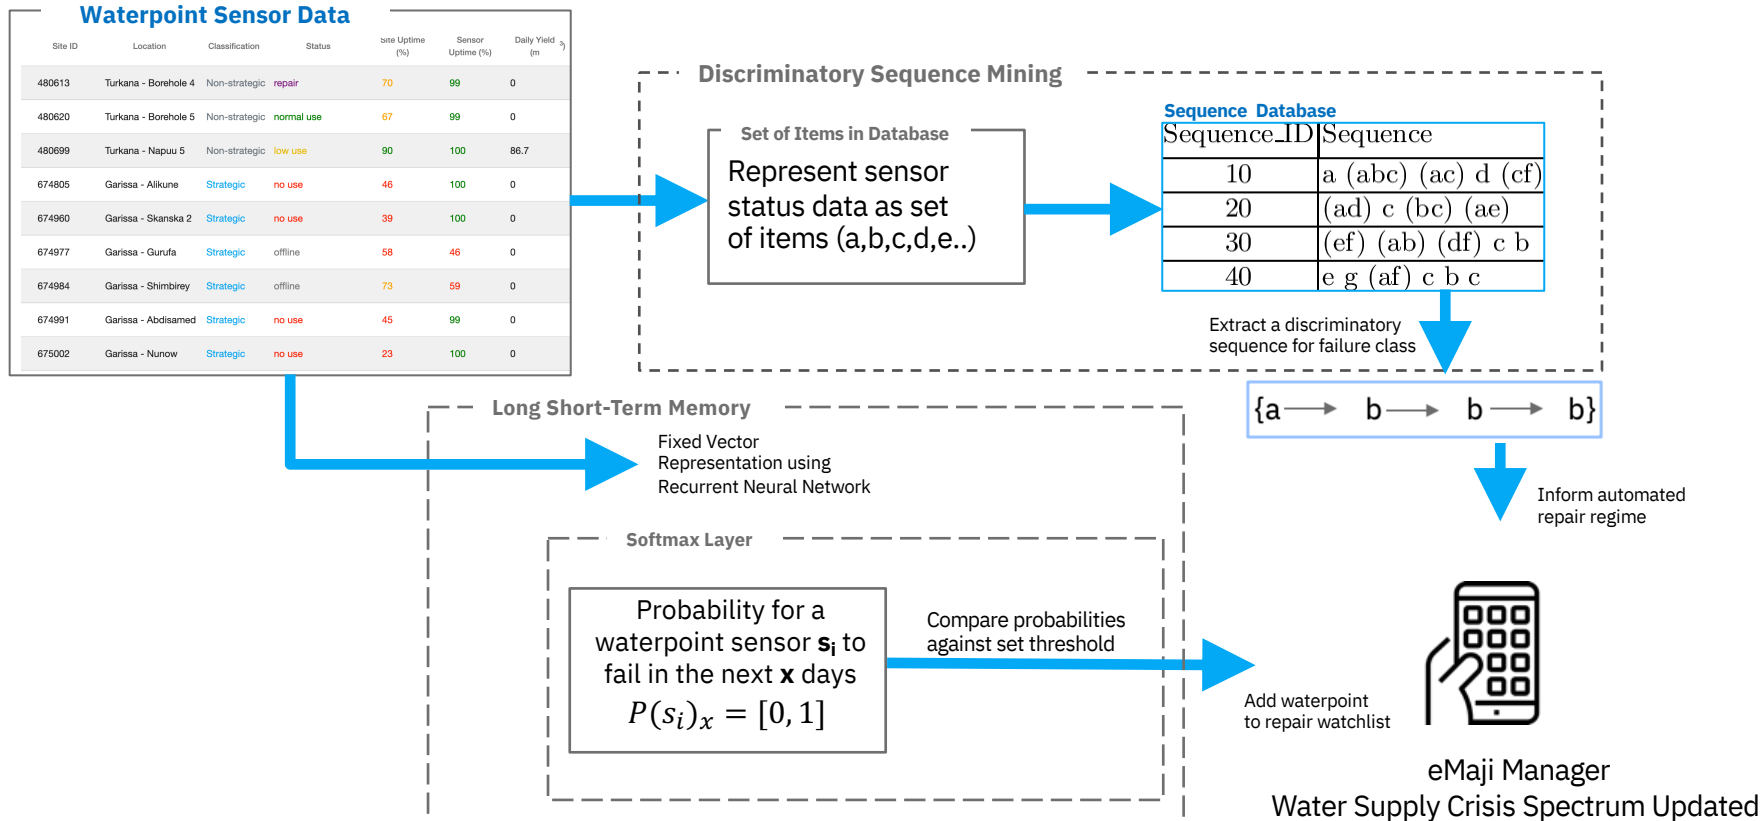 Waterpoint Sensor Data
Site ID Location Classification Status Site Uptime (%) Sensor Uptime (%) Daily Yield (m 3)
480613 Turkana - Borehole 4 Non-strategic repair 70 99 0
480620 Turkana - Borehole 5 Non-strategic normal use 67 99 0
480699 Turkana - Napuu 5 Non-strategic low use 90 100 86.7
674805 Garissa - Alikune Strategic no use 46 100 0
674960 Garissa - Skanska 2 Strategic no use 39 100 0
674977 Garissa - Gurufa Strategic offline 58 46 0
674984 Garissa - Shimbirey Strategic offline 73 59 0
674991 Garissa - Abdisamed Strategic no use 45 99 0
675002 Garissa - Nunow Strategic no use 23 100 0
Discriminatory Sequence Mining
Set of Items in Database
Represent sensor
status data as set
of items (a,b,c,d,e..)
Sequence Database
Sequence_ID Sequence
10 a (abc) (ac) d (cf)
20 (ad) c (bc) (ae)
30 (ef) (ab) (df) c b
40 e g (af) c b c
Extract a discriminatory
sequence for failure class
{a → b → b → b}
Inform automated
repair regime
Long Short-Term Memory
Fixed Vector
Representation using
Recurrent Neural Network
Softmax Layer
Probability for a
waterpoint sensor sᵢ to
fail in the next x days
P(sᵢ)ₓ = [0, 1]
Compare probabilities
against set threshold
Add waterpoint
to repair watchlist
eMaji Manager
Water Supply Crisis Spectrum Updated